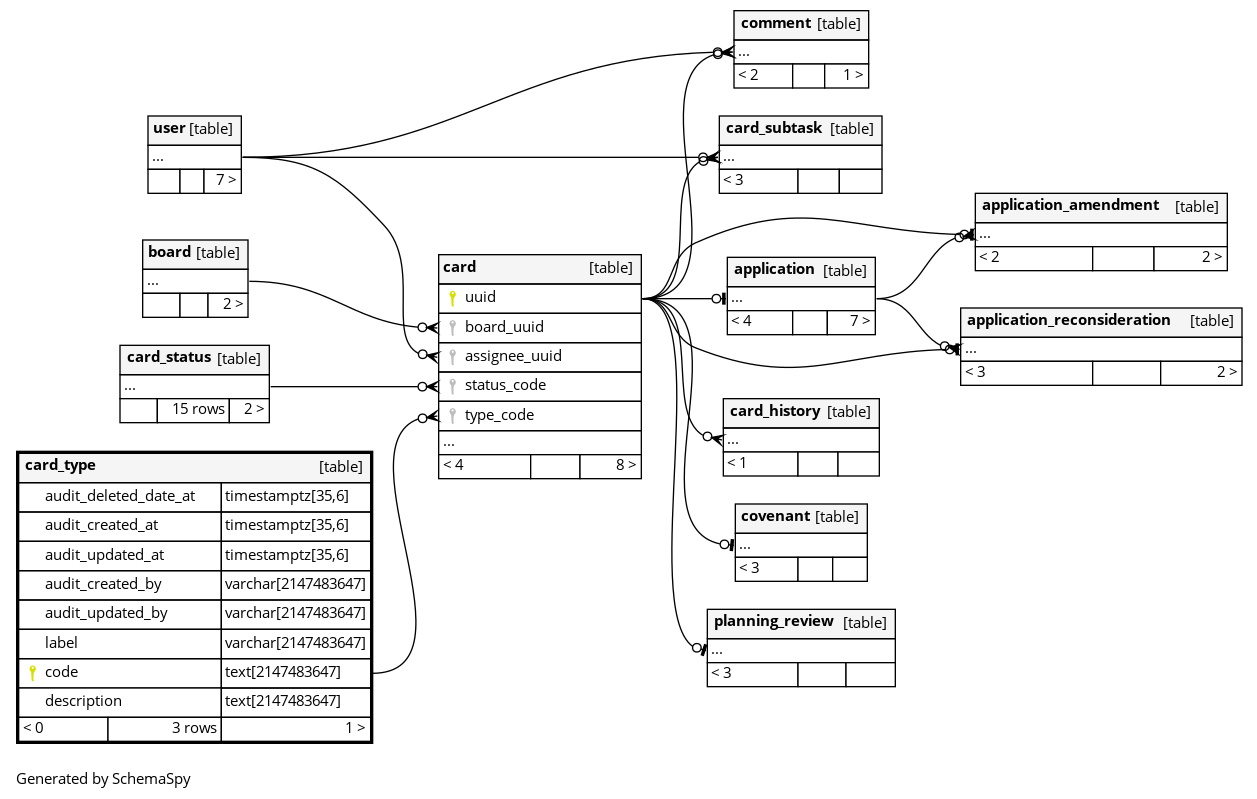 comment [table]
...
< 2 1 >
user [table]
...
7 >
card_subtask [table]
...
< 3
application_amendment [table]
...
< 2 2 >
board [table]
...
2 >
card [table]
uuid
board_uuid
assignee_uuid
status_code
type_code
...
< 4 8 >
application [table]
...
< 4 7 >
application_reconsideration [table]
...
< 3 2 >
card_status [table]
...
15 rows 2 >
card_history [table]
...
< 1
card_type [table]
audit_deleted_date_at timestamptz[35,6]
audit_created_at timestamptz[35,6]
audit_updated_at timestamptz[35,6]
audit_created_by varchar[2147483647]
audit_updated_by varchar[2147483647]
label varchar[2147483647]
code text[2147483647]
description text[2147483647]
< 0 3 rows 1 >
covenant [table]
...
< 3
planning_review [table]
...
< 3
Generated by SchemaSpy